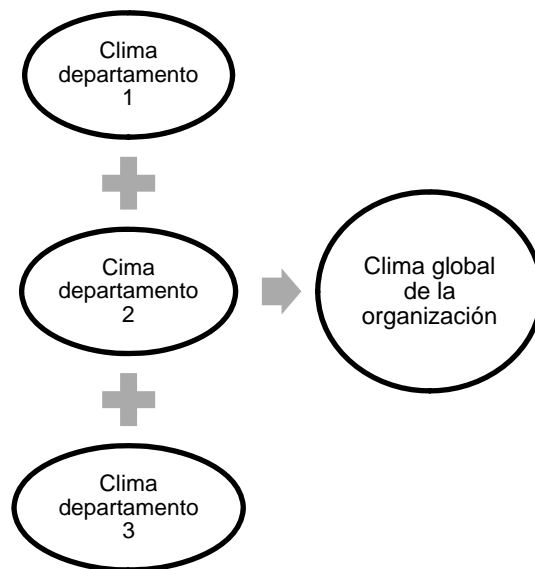 Clima
departamento
1
Cima
departamento
2
Clima global
de la
organización
Clima
departamento
3